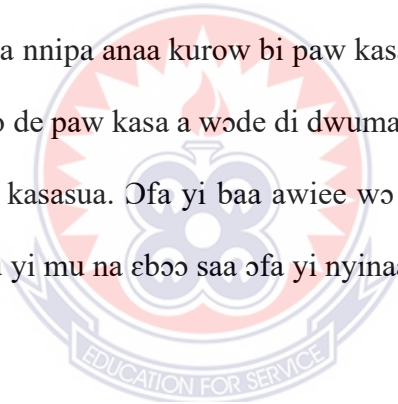 a nnipa anaa kurow bi paw kasa
de paw kasa a wɔde di dwuma
kasasua. Ɔfa yi baa awiee wɔ
yi mu na ɛbɔɔ saa ɔfa yi nyinaa
EDUCATION FOR SERVICE